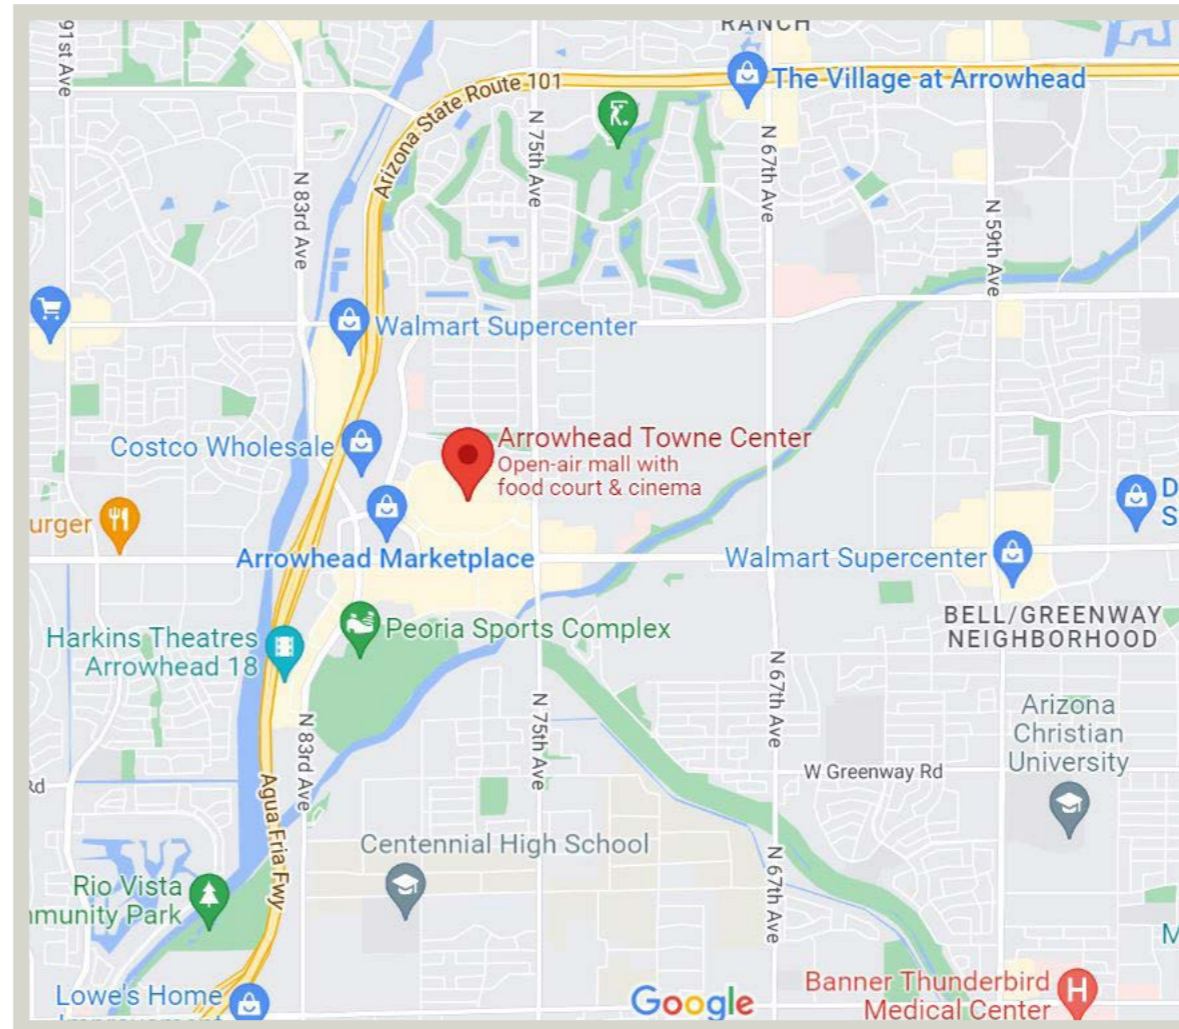 RANCH
91st Ave
Arizona State Route 101
The Village at Arrowhead
N 75th Ave
N 67th Ave
N 83rd Ave
N 59th Ave
Walmart Supercenter
Arrowhead Towne Center
Open-air mall with
food court & cinema
Costco Wholesale
D
S
urger
Arrowhead Marketplace
Walmart Supercenter
BELL/GREENWAY
NEIGHBORHOOD
Peoria Sports Complex
Harkins Theatres
Arrowhead 18
N 67th Ave
N 75th Ave
N 83rd Ave
Arizona
Christian
University
W Greenway Rd
Rd
Agua Fria Fwy
Centennial High School
N 67th Ave
Rio Vista
mmunity Park
M
Banner Thunderbird
Medical Center
H
Lowe's Home
Improvement
Google